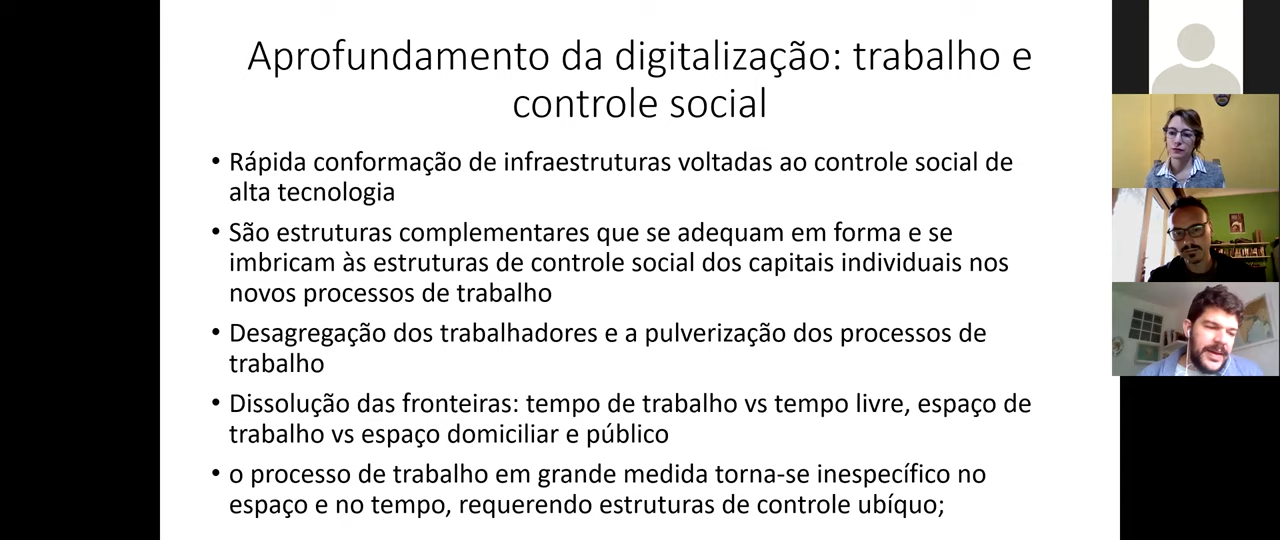 Aprofundamento da digitalização: trabalho e
controle social
• Rápida conformação de infraestruturas voltadas ao controle social de
alta tecnologia
• São estruturas complementares que se adequam em forma e se
imbricam às estruturas de controle social dos capitais individuais nos
novos processos de trabalho
• Desagregação dos trabalhadores e a pulverização dos processos de
trabalho
• Dissolução das fronteiras: tempo de trabalho vs tempo livre, espaço de
trabalho vs espaço domiciliar e público
• o processo de trabalho em grande medida torna-se inespecífico no
espaço e no tempo, requerendo estruturas de controle ubíquo;